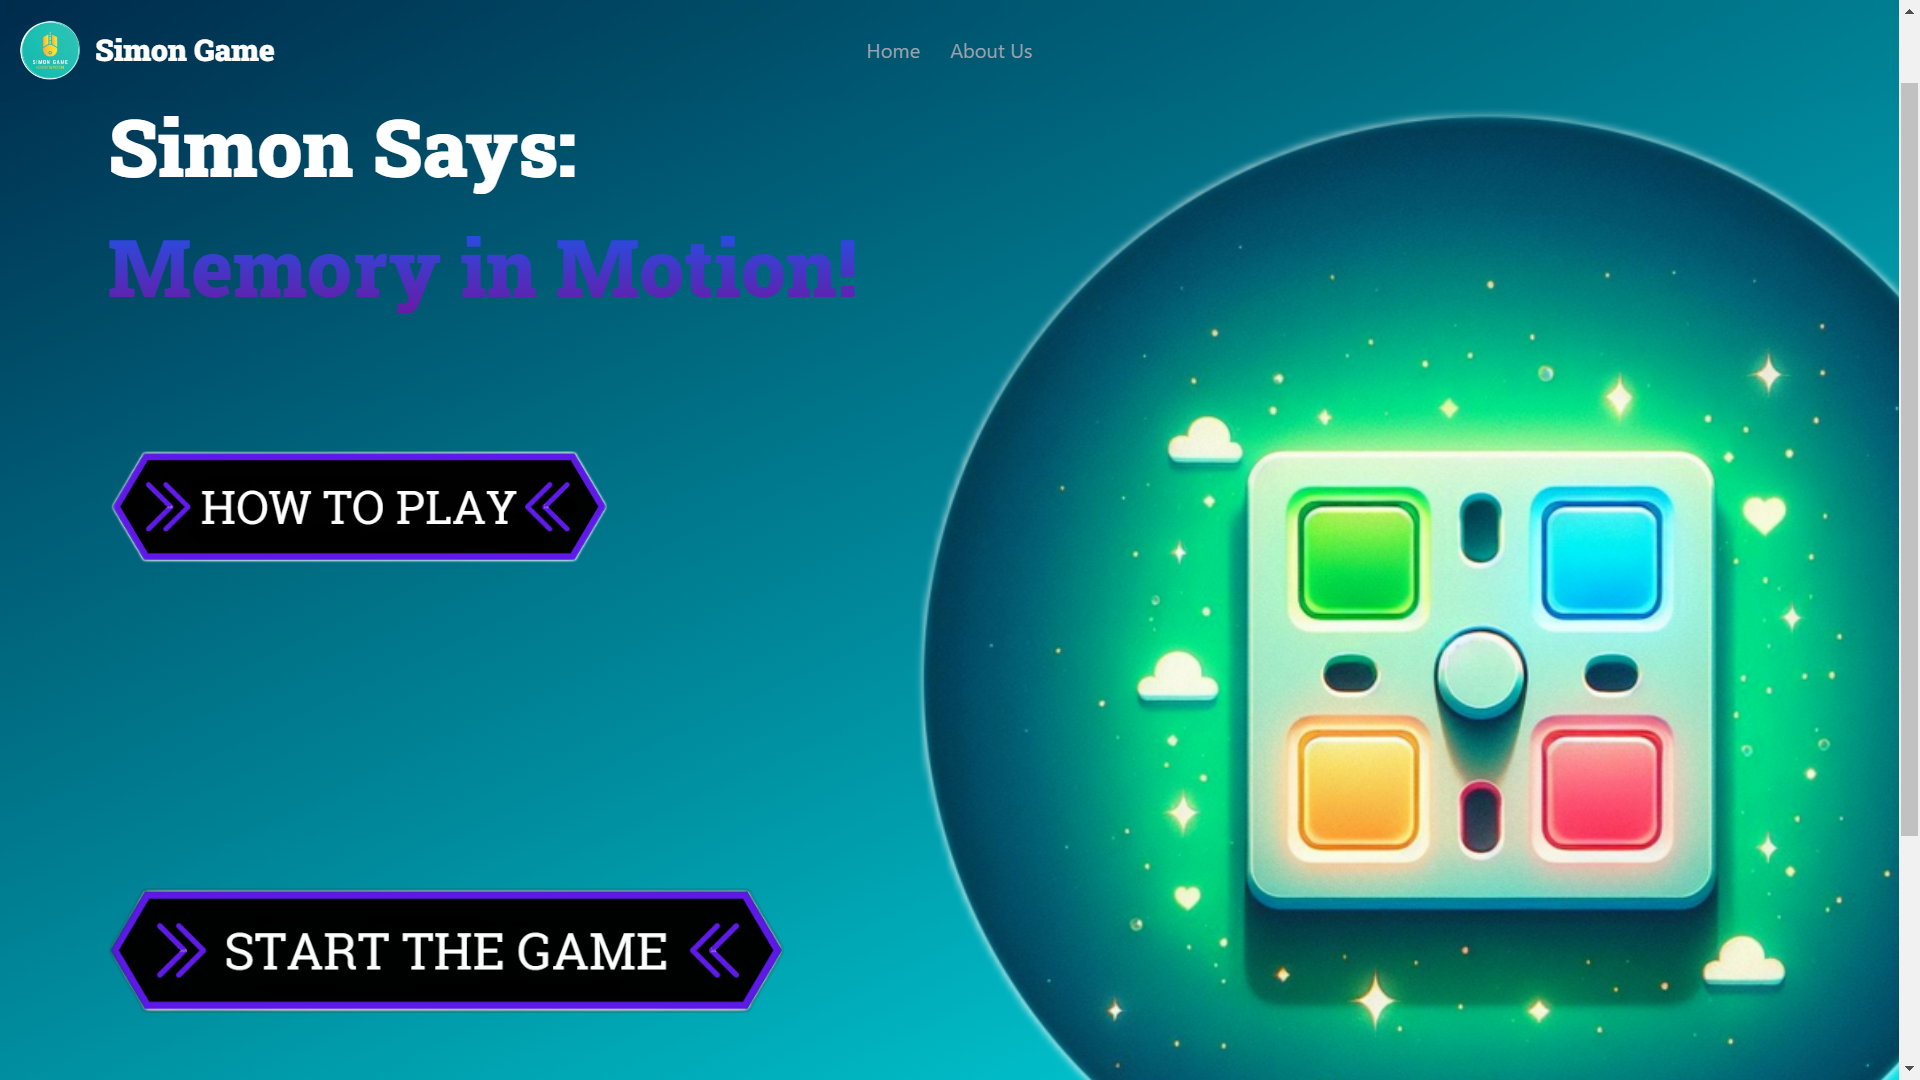 SIMON GAME
Simon Game
Home
About Us
Simon Says:
Memory in Motion!
HOW TO PLAY
START THE GAME